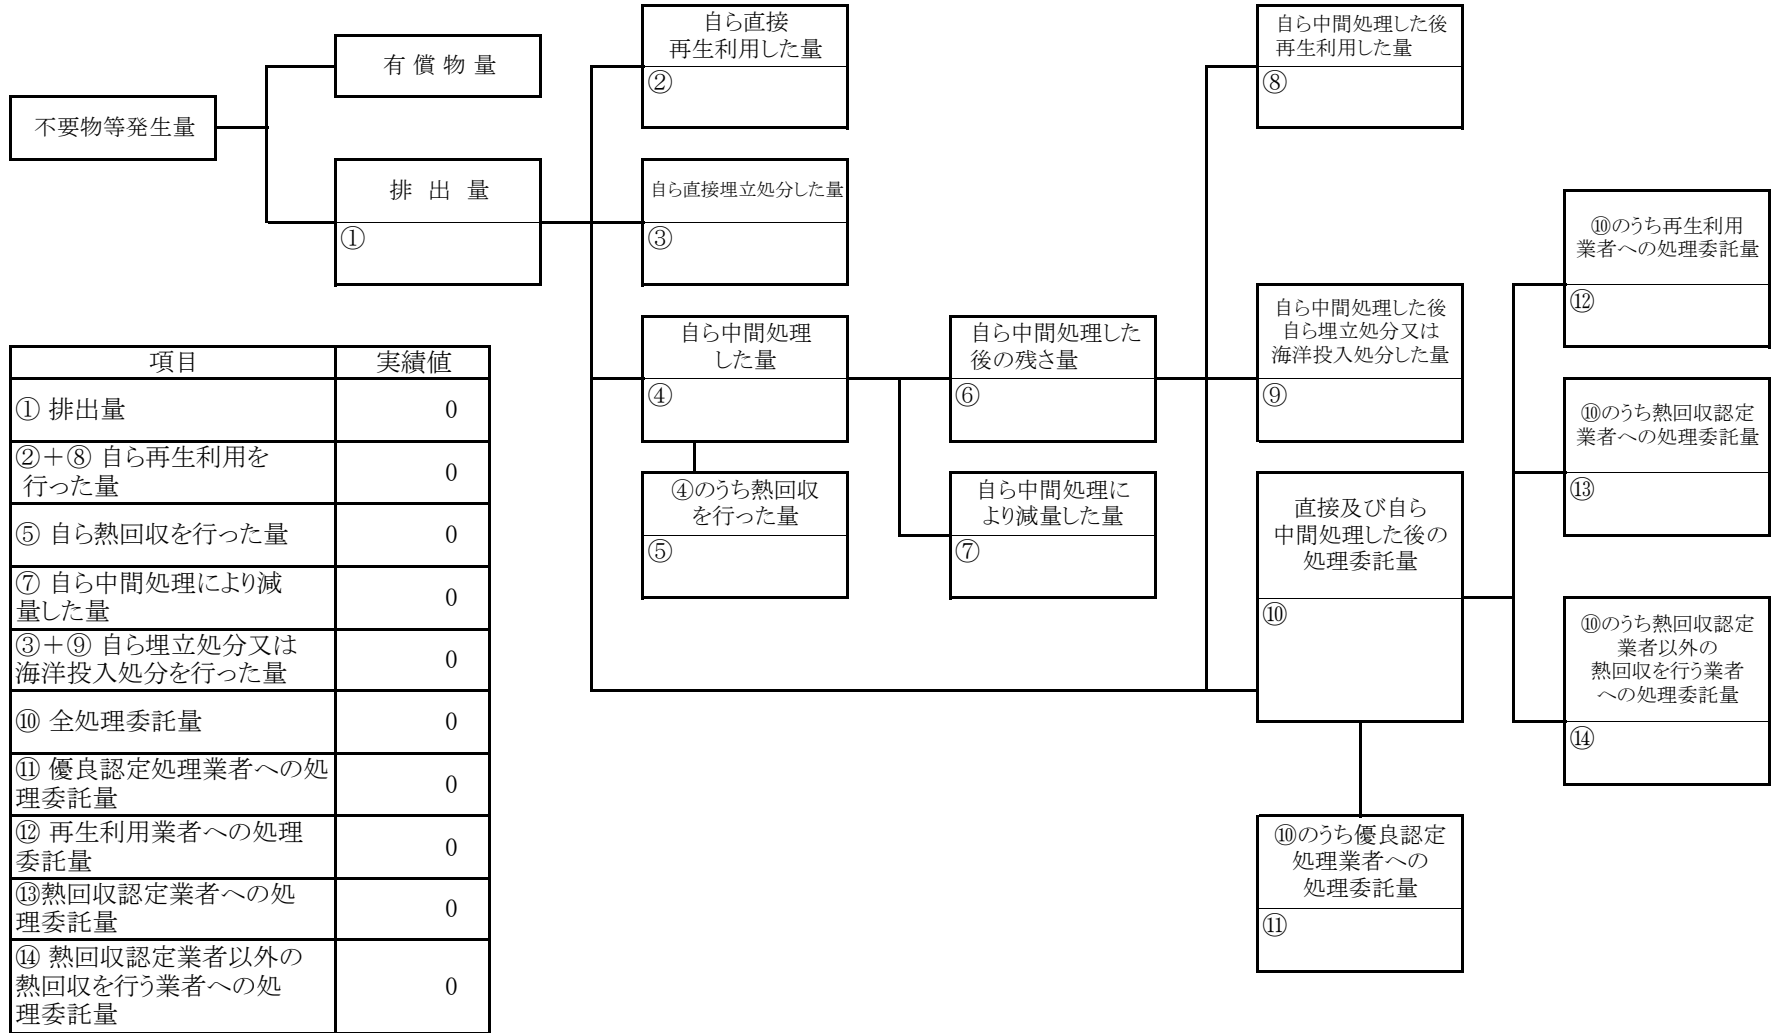 不要物等発生量
有 償 物 量
排 出 量
①
自ら直接
再生利用した量
②
自ら直接埋立処分した量
③
自ら中間処理
した量
④
④のうち熱回収
を行った量
⑤
自ら中間処理した
後の残さ量
⑥
自ら中間処理に
より減量した量
⑦
自ら中間処理した後
再生利用した量
⑧
自ら中間処理した後
自ら埋立処分又は
海洋投入処分した量
⑨
直接及び自ら
中間処理した後の
処理委託量
⑩
⑩のうち優良認定
処理業者への
処理委託量
⑪
⑩のうち再生利用
業者への処理委託量
⑫
⑩のうち熱回収認定
業者への処理委託量
⑬
⑩のうち熱回収認定
業者以外の
熱回収を行う業者
への処理委託量
⑭
項目 実績値
① 排出量 0
②＋⑧ 自ら再生利用を
行った量 0
⑤ 自ら熱回収を行った量 0
⑦ 自ら中間処理により減
量した量 0
③＋⑨ 自ら埋立処分又は
海洋投入処分を行った量 0
⑩ 全処理委託量 0
⑪ 優良認定処理業者への処
理委託量 0
⑫ 再生利用業者への処理
委託量 0
⑬熱回収認定業者への処
理委託量 0
⑭ 熱回収認定業者以外の
熱回収を行う業者への処
理委託量 0